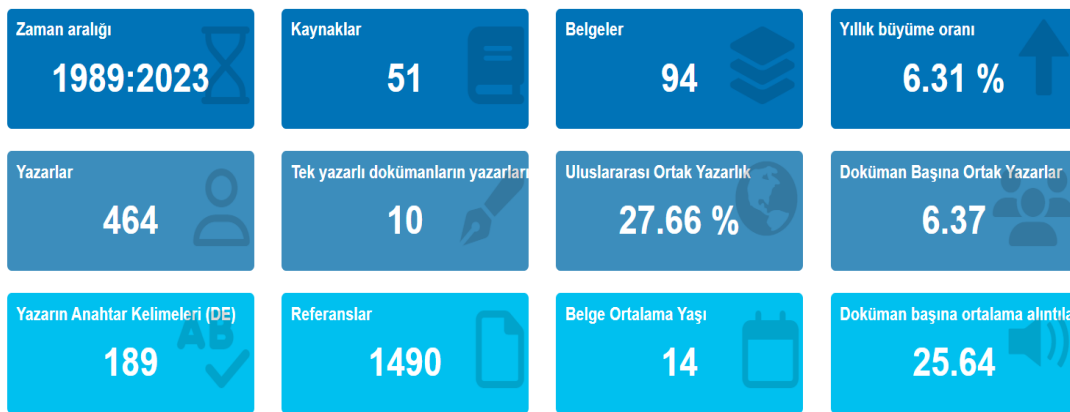 Zaman aralığı
1989:2023
Kaynaklar
51
Belgeler
94
Yıllık büyüme oranı
6.31 %
Yazarlar
464
Tek yazarlı dokümanların yazarları
10
Uluslararası Ortak Yazarlık
27.66 %
Doküman Başına Ortak Yazarlar
6.37
Yazarın Anahtar Kelimeleri (DE)
AB
189
Referanslar
1490
Belge Ortalama Yaşı
14
Doküman başına ortalama alıntıla
25.64